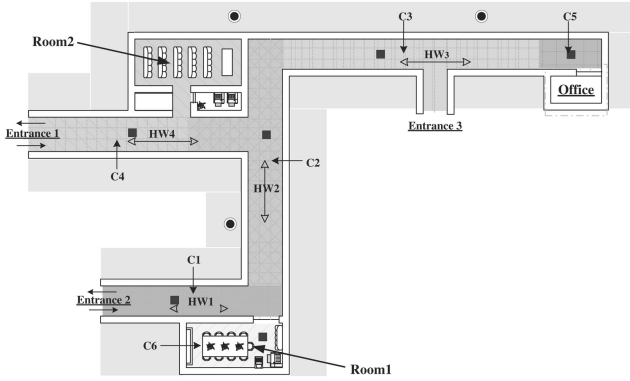 C3
C5
Room2
HW3
Office
Entrance 1
HW4
Entrance 3
C4
C2
HW2
C1
Entrance 2
HW1
C6
Room1